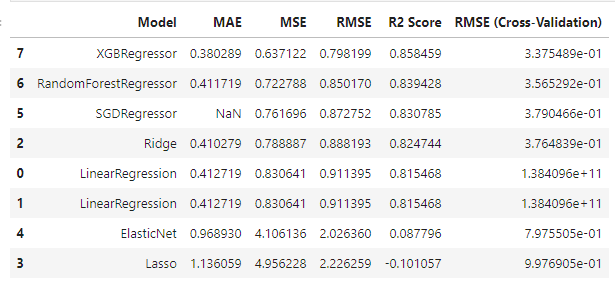 Model MAE MSE RMSE R2 Score RMSE (Cross-Validation)
7 XGBRegressor 0.380289 0.637122 0.798199 0.858459 3.375489e-01
6 RandomForestRegressor 0.411719 0.722788 0.850170 0.839428 3.565292e-01
5 SGDRegressor NaN 0.761696 0.872752 0.830785 3.790466e-01
2 Ridge 0.410279 0.788887 0.888193 0.824744 3.764839e-01
0 LinearRegression 0.412719 0.830641 0.911395 0.815468 1.384096e+11
1 LinearRegression 0.412719 0.830641 0.911395 0.815468 1.384096e+11
4 ElasticNet 0.968930 4.106136 2.026360 0.087796 7.975505e-01
3 Lasso 1.136059 4.956228 2.226259 -0.101057 9.976905e-01